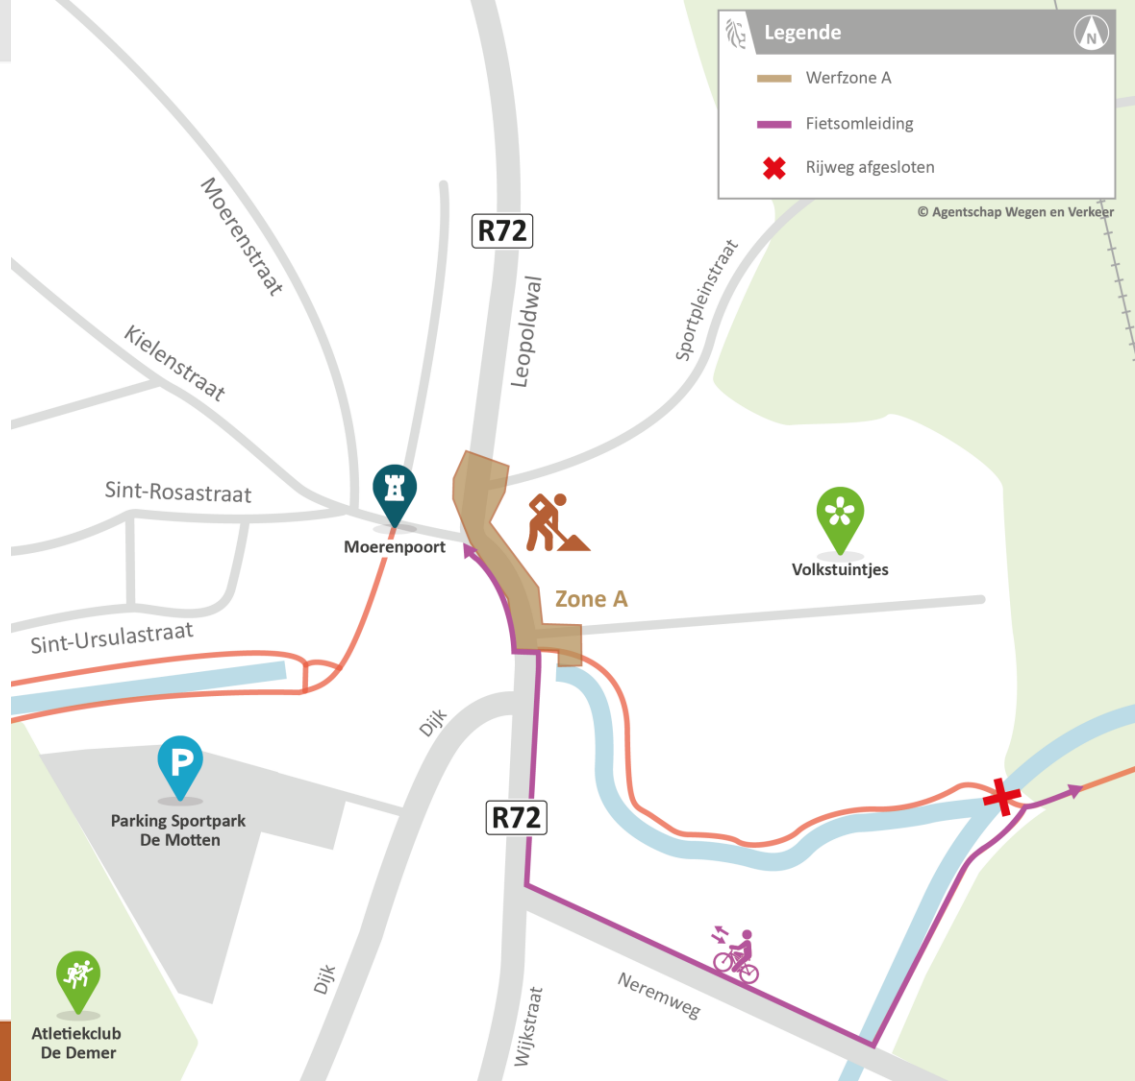 Legende
N
Werfzone A
Fietsomleiding
Rijweg afgesloten
© Agentschap Wegen en Verkeer
Moerenstraat
R72
Leopoldwal
Sportpleinstraat
Kielenstraat
Sint-Rosastraat
Moerenpoort
Volkstuintjes
Zone A
Sint-Ursulastraat
Dijk
P
Parking Sportpark
De Motten
R72
Dijk
Neremweg
Wijkstraat
Atletiekclub
De Demer